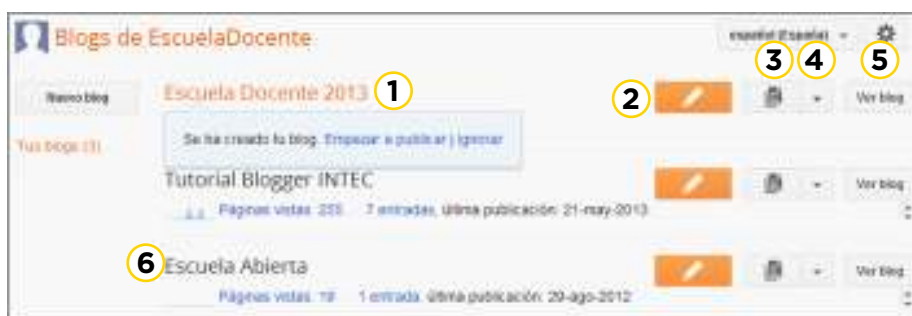 Blogs de EscuelaDocente
español (España)
3 4 5
Nuevo blog
Escuela Docente 2013 1
2
Ver blog
Tus blogs (3)
Se ha creado tu blog. Empezar a publicar | Ignorar
Tutorial Blogger INTEC
Ver blog
Páginas vistas: 255 7 entradas, última publicación: 21-may-2013
6 Escuela Abierta
Ver blog
Páginas vistas: 19 1 entrada, última publicación: 29-ago-2012